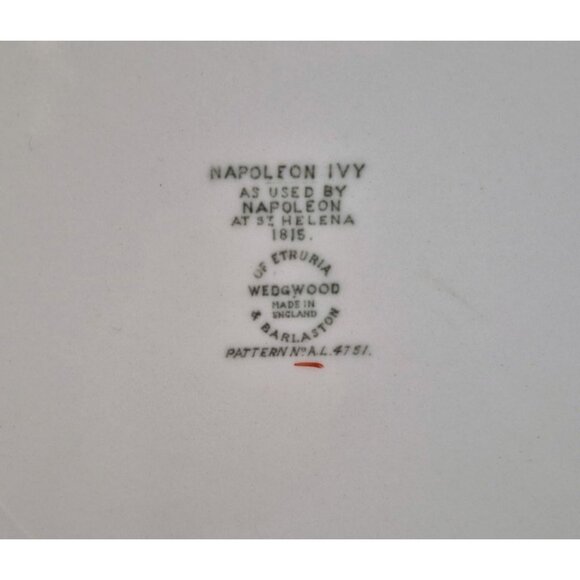 NAPOLEON IVY
AS USED BY
NAPOLEON
AT ST. HELENA
1815.
OF ETRURIA
WEDGWOOD
MADE IN
ENGLAND
& BARLASTON
PATTERN No. A.L. 4751.